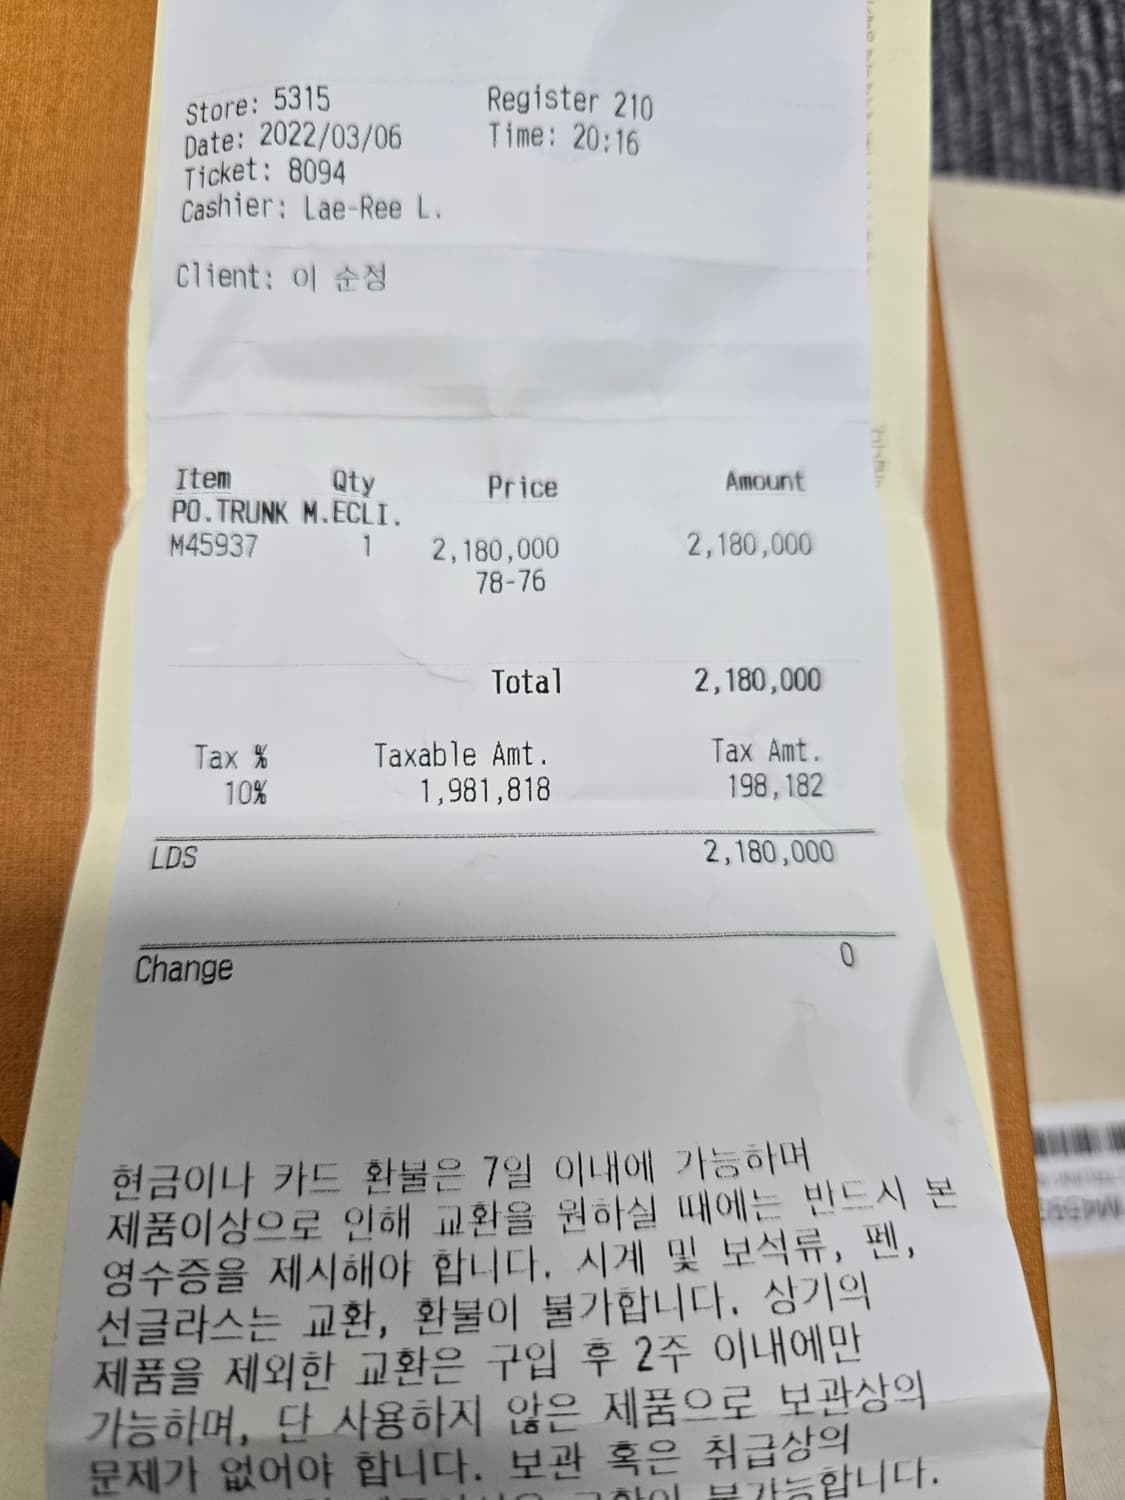 Store: 5315 Register 210
Date: 2022/03/06 Time: 20:16
Ticket: 8094
Cashier: Lae-Ree L.
Client: 이 순정
Item Qty Price Amount
PO.TRUNK M.ECLI.
M45937 1 2,180,000 2,180,000
78-76
Total 2,180,000
Tax % Taxable Amt. Tax Amt.
10% 1,981,818 198,182
LDS 2,180,000
Change 0
현금이나 카드 환불은 7일 이내에 가능하며
제품이상으로 인해 교환을 원하실 때에는 반드시 본
영수증을 제시해야 합니다. 시계 및 보석류, 펜,
선글라스는 교환, 환불이 불가합니다. 상기의
제품을 제외한 교환은 구입 후 2주 이내에만
가능하며, 단 사용하지 않은 제품으로 보관상의
문제가 없어야 합니다. 보관 혹은 취급상의
불가능합니다.